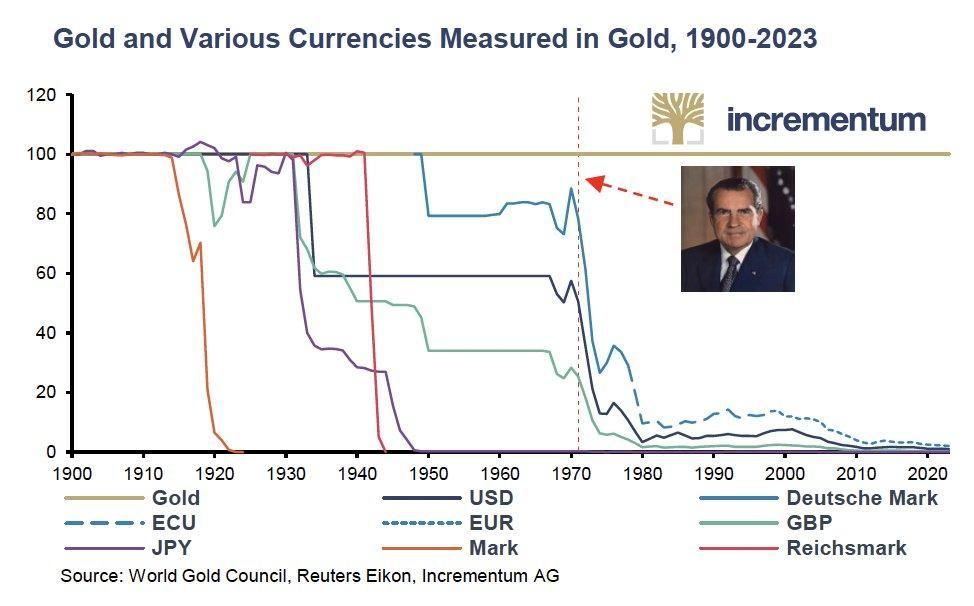 Gold and Various Currencies Measured in Gold, 1900-2023
incrementum
120
100
80
60
40
20
0
1900 1910 1920 1930 1940 1950 1960 1970 1980 1990 2000 2010 2020
Gold USD Deutsche Mark
ECU EUR GBP
JPY Mark Reichsmark
Source: World Gold Council, Reuters Eikon, Incrementum AG